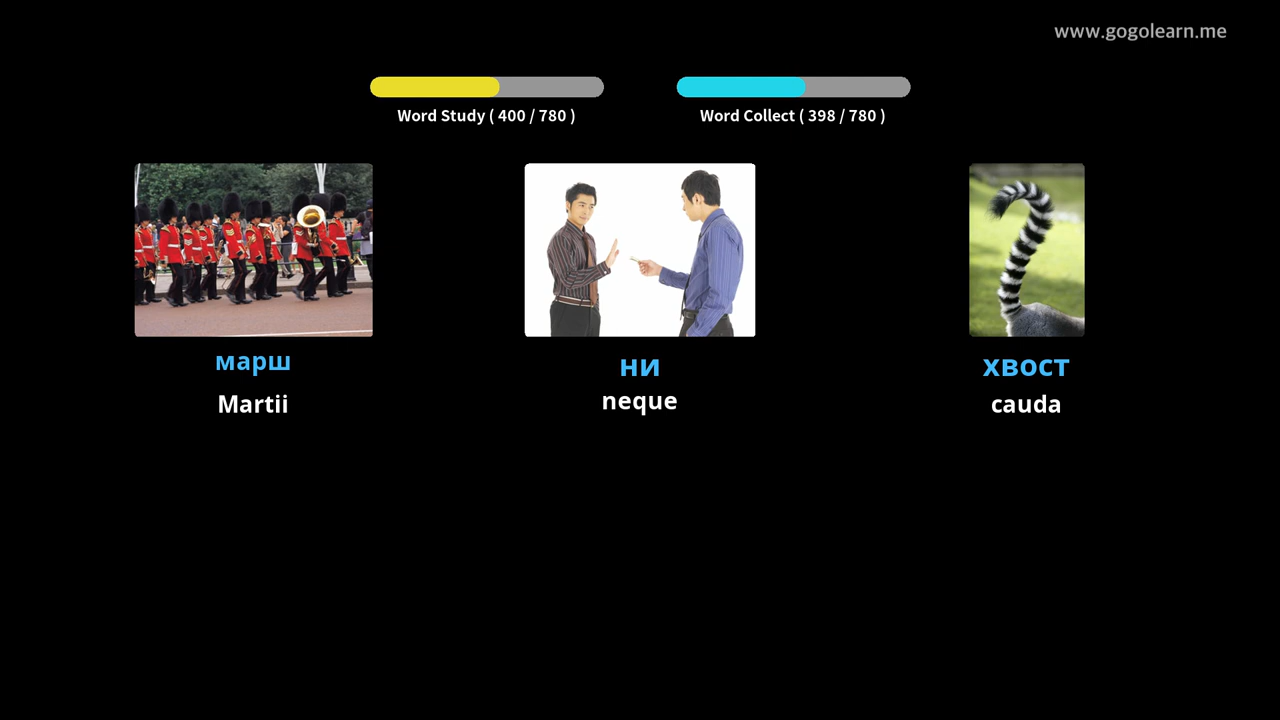 www.gogolearn.me
Word Study ( 400 / 780 )
Word Collect ( 398 / 780 )
марш
ни
хвост
Martii
neque
cauda